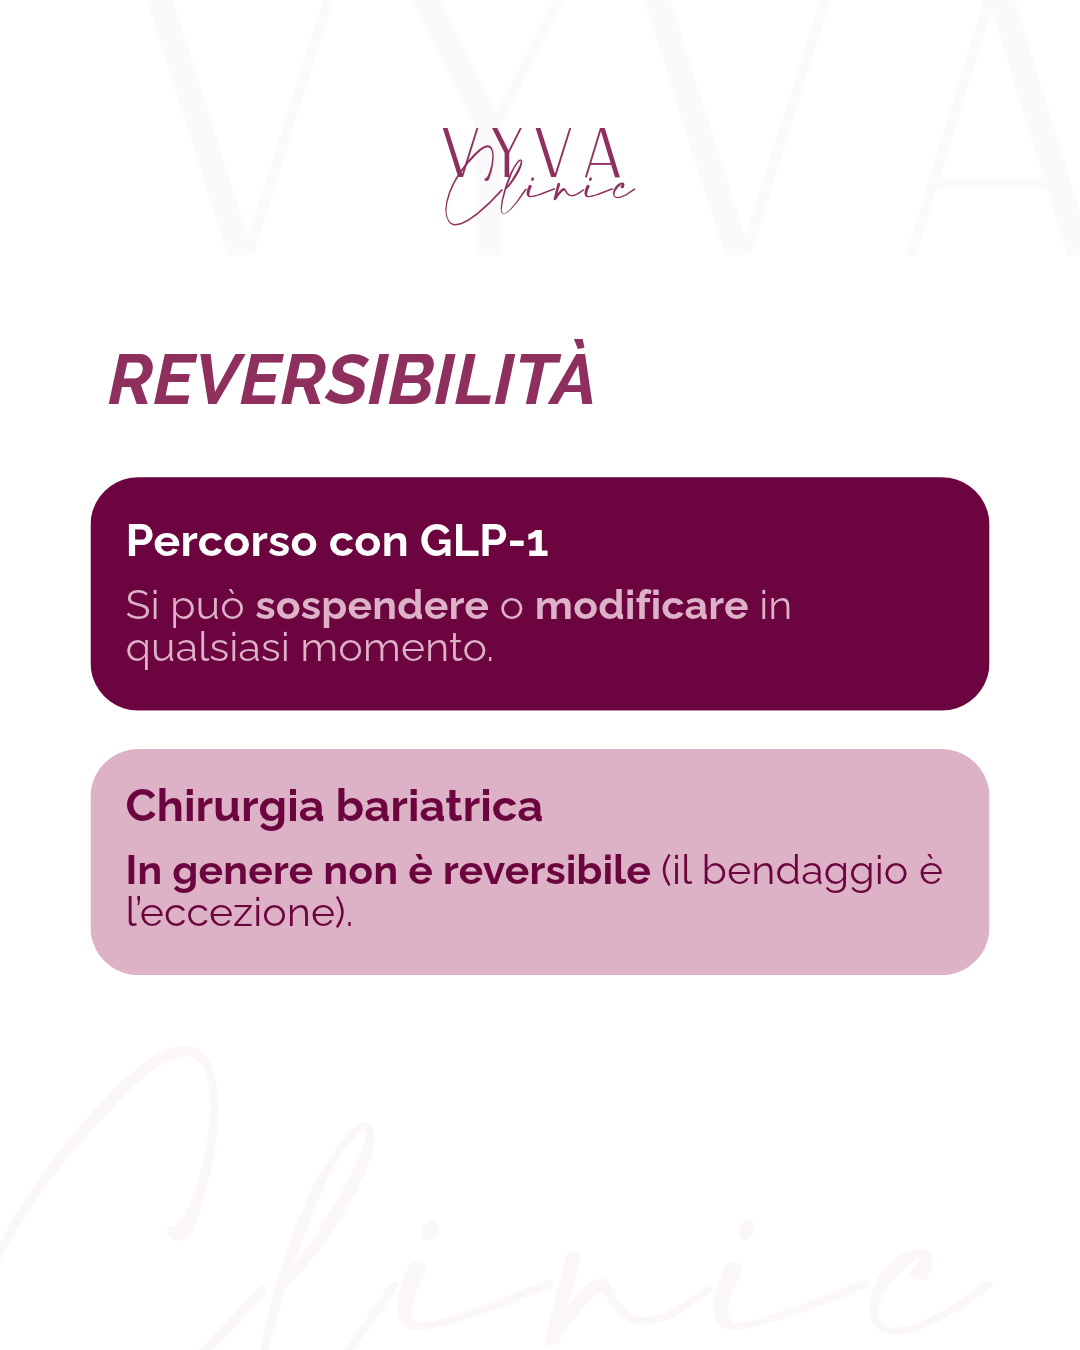 VYVA
Clinic
REVERSIBILITÀ
Percorso con GLP-1
Si può sospendere o modificare in
qualsiasi momento.
Chirurgia bariatrica
In genere non è reversibile (il bendaggio è
l’eccezione).